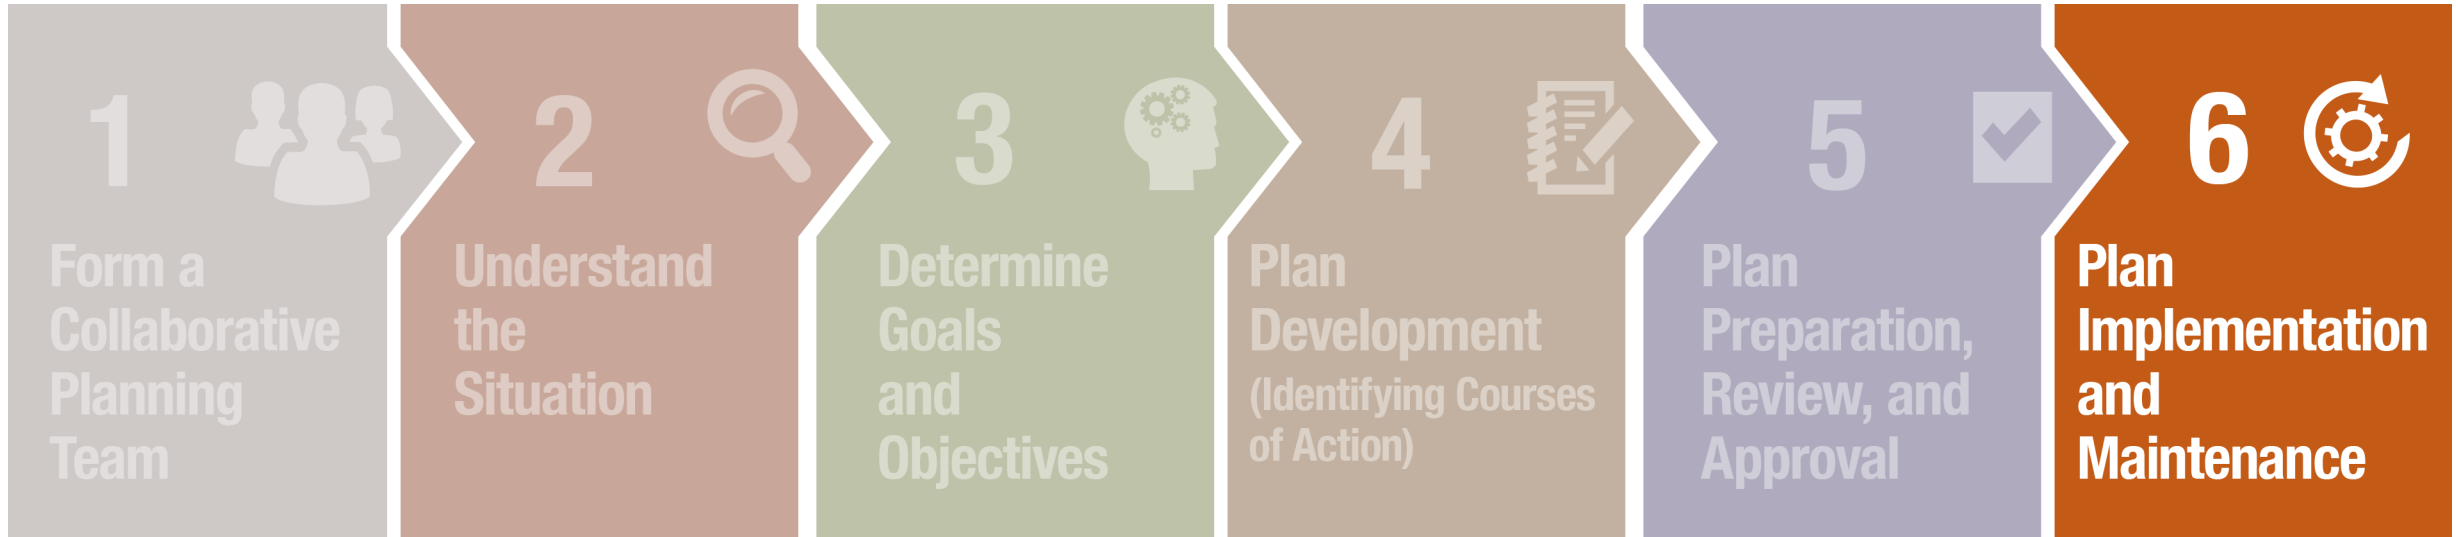 1
Form a
Collaborative
Planning
Team
2
Understand
the
Situation
3
Determine
Goals
and
Objectives
4
Plan
Development
(Identifying Courses
of Action)
5
Plan
Preparation,
Review, and
Approval
6
Plan
Implementation
and
Maintenance